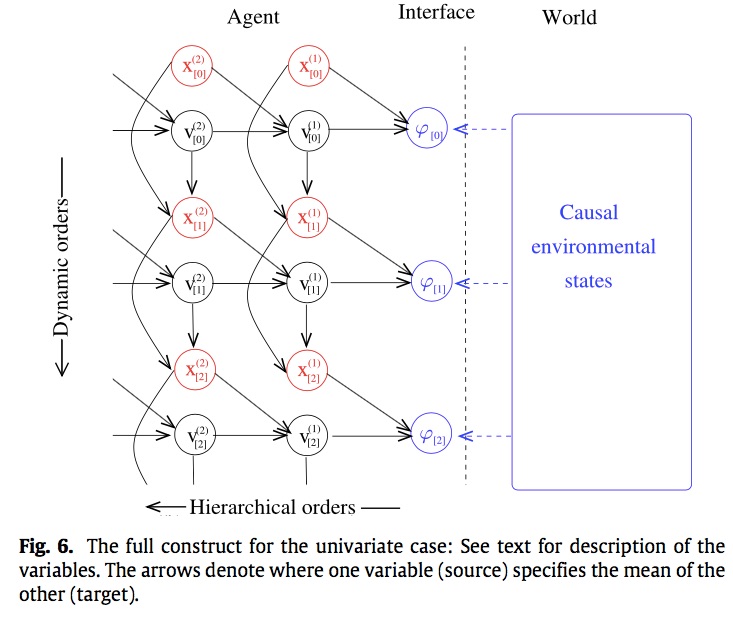 Agent Interface World
x[0](2) x[0](1)
v[0](2) v[0](1) φ[0]
x[1](2) x[1](1)
Causal
environmental
states
v[1](2) v[1](1) φ[1]
Dynamic orders
x[2](2) x[2](1)
v[2](2) v[2](1) φ[2]
Hierarchical orders
Fig. 6. The full construct for the univariate case: See text for description of the
variables. The arrows denote where one variable (source) specifies the mean of the
other (target).